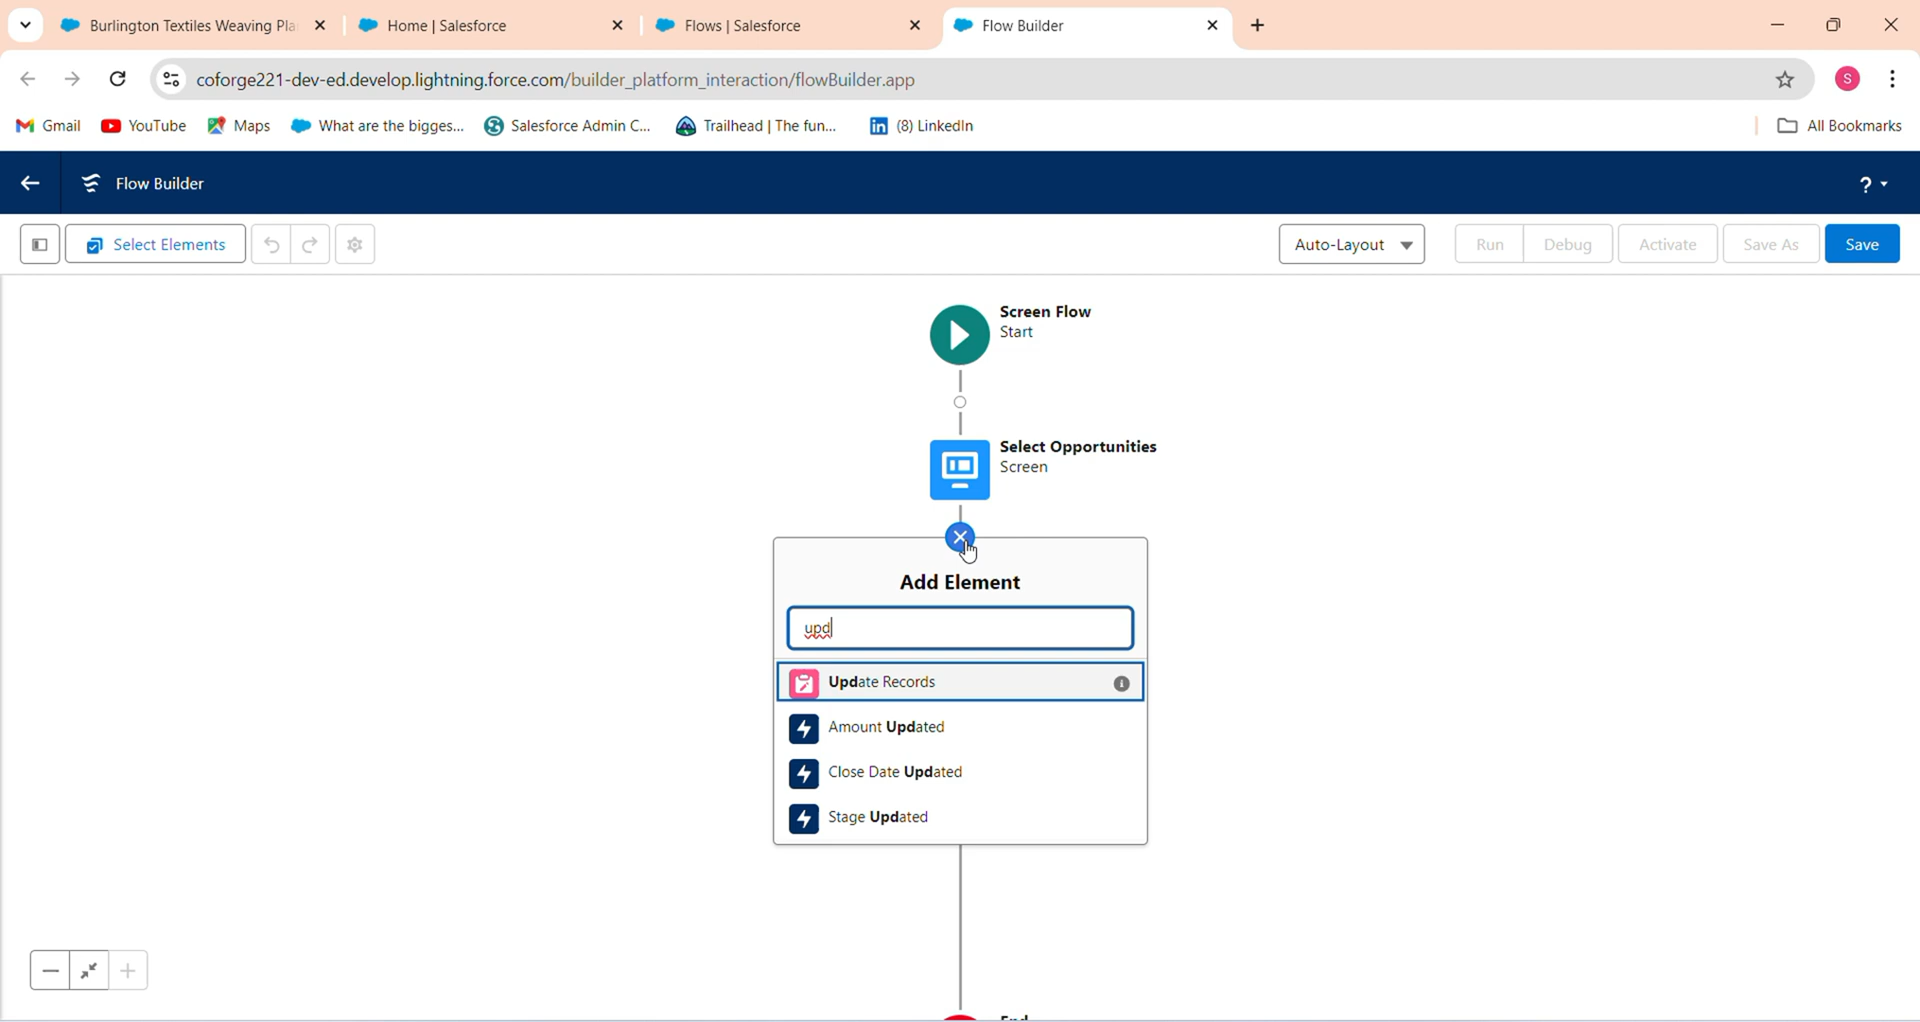 Burlington Textiles Weaving Pla
Home | Salesforce
Flows | Salesforce
Flow Builder
S
coforge221-dev-ed.develop.lightning.force.com/builder_platform_interaction/flowBuilder.app
Gmail
YouTube
Maps
What are the bigges...
Salesforce Admin C...
Trailhead | The fun...
(8) LinkedIn
All Bookmarks
Flow Builder
?
Select Elements
Auto-Layout
Run
Debug
Activate
Save As
Save
Screen Flow
Start
Select Opportunities
Screen
Add Element
upd
Update Records
Amount Updated
Close Date Updated
Stage Updated
End